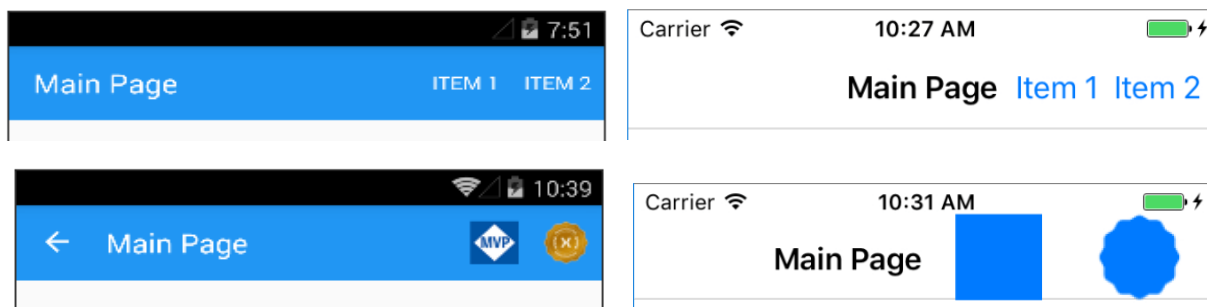 7:51
Main Page ITEM 1 ITEM 2
Carrier 10:27 AM
Main Page Item 1 Item 2
10:39
Main Page MVP (X)
Carrier 10:31 AM
Main Page